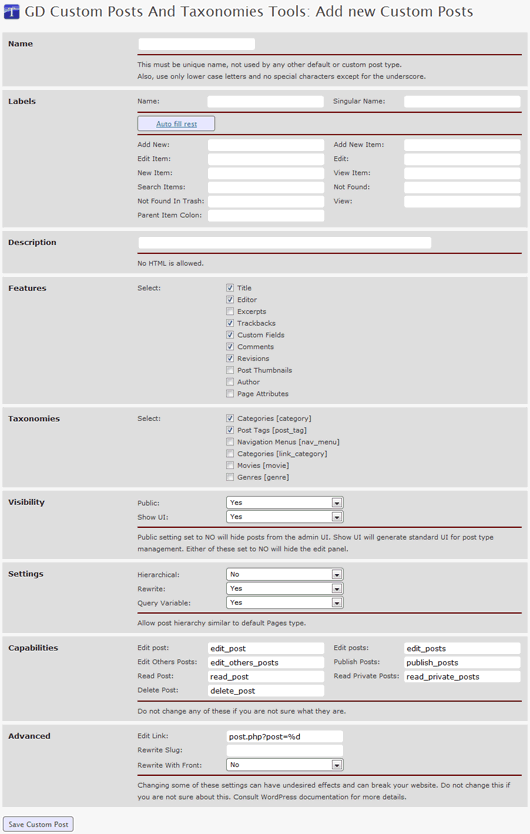 T GD Custom Posts And Taxonomies Tools: Add new Custom Posts
Name
This must be unique name, not used by any other default or custom post type.
Also, use only lower case letters and no special characters except for the underscore.
Labels Name: Singular Name:
Auto fill rest
Add New: Add New Item:
Edit Item: Edit:
New Item: View Item:
Search Items: Not Found:
Not Found In Trash: View:
Parent Item Colon:
Description
No HTML is allowed.
Features Select: Title
Editor
Excerpts
Trackbacks
Custom Fields
Comments
Revisions
Post Thumbnails
Author
Page Attributes
Taxonomies Select: Categories [category]
Post Tags [post_tag]
Navigation Menus [nav_menu]
Categories [link_category]
Movies [movie]
Genres [genre]
Visibility Public: Yes
Show UI: Yes
Public setting set to NO will hide posts from the admin UI. Show UI will generate standard UI for post type
management. Either of these set to NO will hide the edit panel.
Settings Hierarchical: No
Rewrite: Yes
Query Variable: Yes
Allow post hierarchy similar to default Pages type.
Capabilities Edit post: edit_post Edit posts: edit_posts
Edit Others Posts: edit_others_posts Publish Posts: publish_posts
Read Post: read_post Read Private Posts: read_private_posts
Delete Post: delete_post
Do not change any of these if you are not sure what they are.
Advanced Edit Link: post.php?post=%d
Rewrite Slug:
Rewrite With Front: No
Changing some of these settings can have undesired effects and can break your website. Do not change this if
you are not sure about this. Consult WordPress documentation for more details.
Save Custom Post